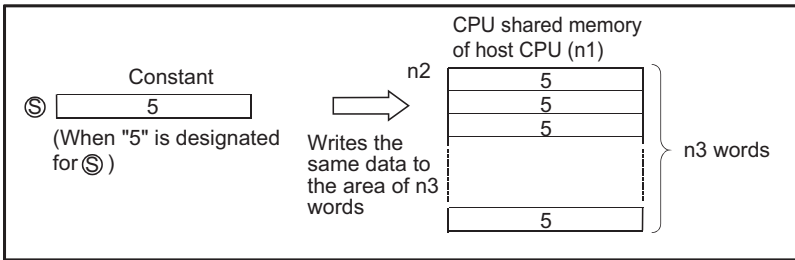 Constant
Ⓢ 5
(When "5" is designated
for Ⓢ )
Writes the
same data to
the area of n3
words
CPU shared memory
of host CPU (n1)
n2
5
5
5
5
n3 words